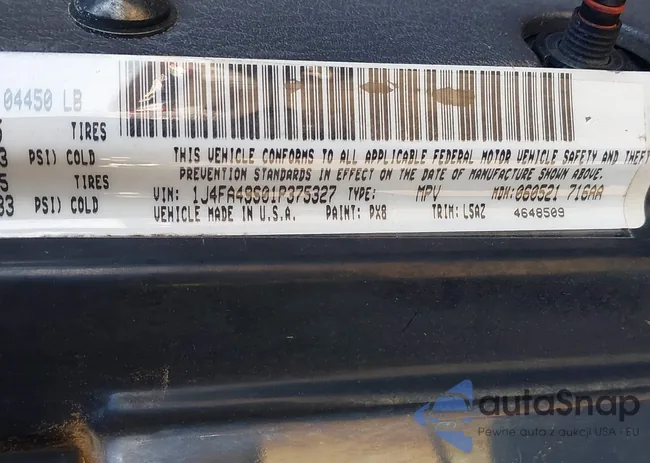 04450 LB
TIRES
PSI) COLD THIS VEHICLE CONFORMS TO ALL APPLICABLE FEDERAL MOTOR VEHICLE SAFETY AND THEFT
TIRES PREVENTION STANDARDS IN EFFECT ON THE DATE OF MANUFACTURE SHOWN ABOVE.
PSI) COLD VIN: 1J4FA49S01P375327 TYPE: MPV MDH: 060521 716AA
VEHICLE MADE IN U.S.A. PAINT: PX8 TRIM: LSAZ 4648509
autoSnap
Pewne auta z aukcji USA i EU